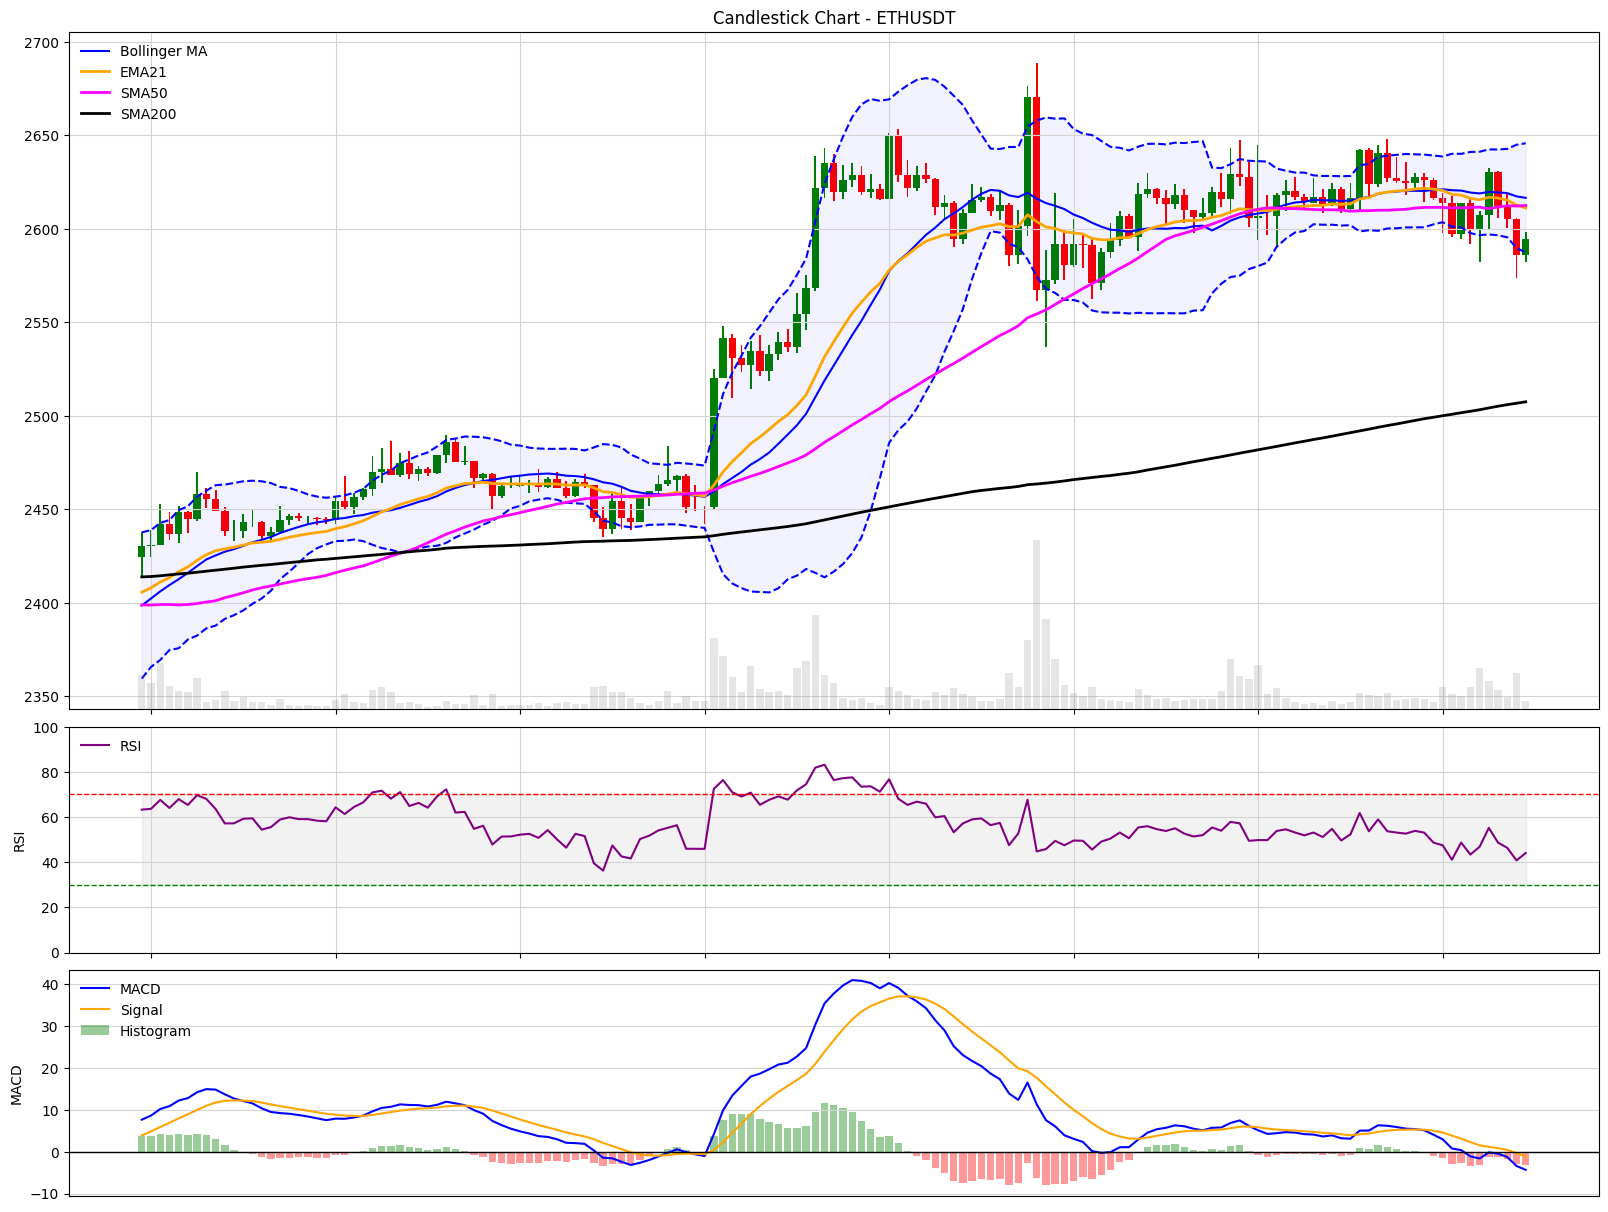 Candlestick Chart - ETHUSDT
Bollinger MA
EMA21
SMA50
SMA200
2700
2650
2600
2550
2500
2450
2400
2350
RSI
100
80
60
40
20
0
RSI
MACD
Signal
Histogram
40
30
20
10
0
−10
MACD